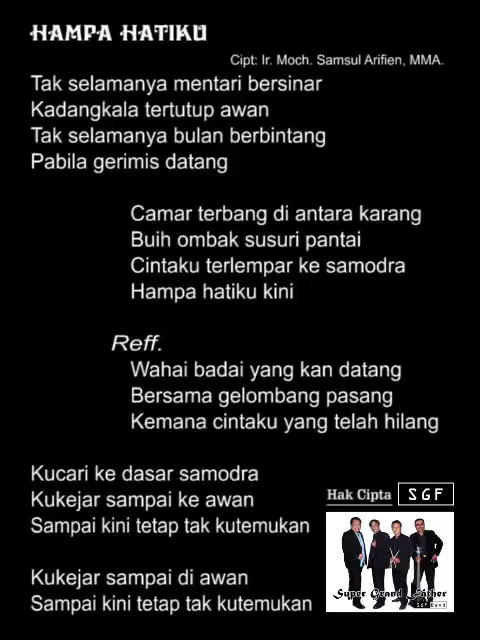 HAMPA HATIKU
Cipt: Ir. Moch. Samsul Arifien, MMA.
Tak selamanya mentari bersinar
Kadangkala tertutup awan
Tak selamanya bulan berbintang
Pabila gerimis datang
Camar terbang di antara karang
Buih ombak susuri pantai
Cintaku terlempar ke samodra
Hampa hatiku kini
Reff.
Wahai badai yang kan datang
Bersama gelombang pasang
Kemana cintaku yang telah hilang
Kucari ke dasar samodra
Kukejar sampai ke awan
Sampai kini tetap tak kutemukan
Kukejar sampai di awan
Sampai kini tetap tak kutemukan
Hak Cipta SGF
Super Grand Father
SGF Band